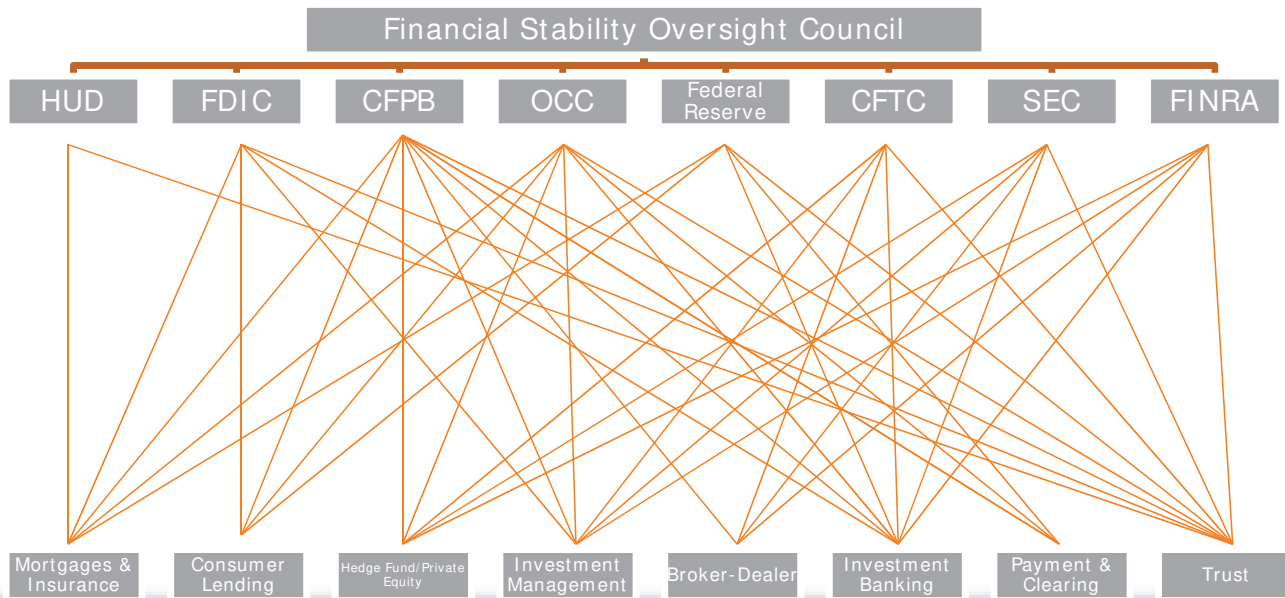 Financial Stability Oversight Council
HUD
FDIC
CFPB
OCC
Federal
Reserve
CFTC
SEC
FINRA
Mortgages &
Insurance
Consumer
Lending
Hedge Fund/Private
Equity
Investment
Management
Broker-Dealer
Investment
Banking
Payment &
Clearing
Trust